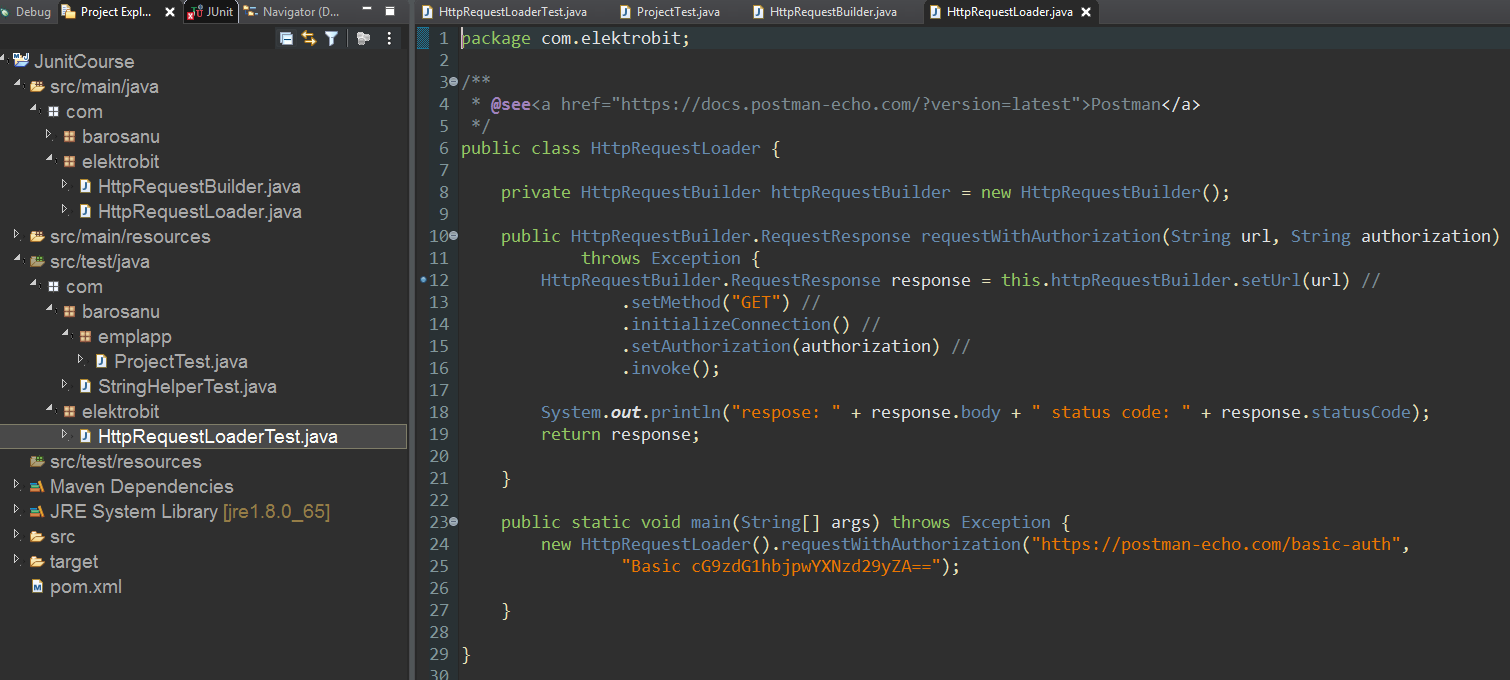 Debug Project Expl... JUnit Navigator (D...
JunitCourse
src/main/java
com
barosanu
elektrobit
HttpRequestBuilder.java
HttpRequestLoader.java
src/main/resources
src/test/java
com
barosanu
emplapp
ProjectTest.java
StringHelperTest.java
elektrobit
HttpRequestLoaderTest.java
src/test/resources
Maven Dependencies
JRE System Library [jre1.8.0_65]
src
target
pom.xml
HttpRequestLoaderTest.java ProjectTest.java HttpRequestBuilder.java HttpRequestLoader.java
1 package com.elektrobit;
2
3 /**
4 * @see<a href="https://docs.postman-echo.com/?version=latest">Postman</a>
5 */
6 public class HttpRequestLoader {
7
8 private HttpRequestBuilder httpRequestBuilder = new HttpRequestBuilder();
9
10 public HttpRequestBuilder.RequestResponse requestWithAuthorization(String url, String authorization)
11 throws Exception {
12 HttpRequestBuilder.RequestResponse response = this.httpRequestBuilder.setUrl(url) //
13 .setMethod("GET") //
14 .initializeConnection() //
15 .setAuthorization(authorization) //
16 .invoke();
17
18 System.out.println("respose: " + response.body + " status code: " + response.statusCode);
19 return response;
20
21 }
22
23 public static void main(String[] args) throws Exception {
24 new HttpRequestLoader().requestWithAuthorization("https://postman-echo.com/basic-auth",
25 "Basic cG9zdG1hbjpwYXNzd29yZA==");
26
27 }
28
29 }
30